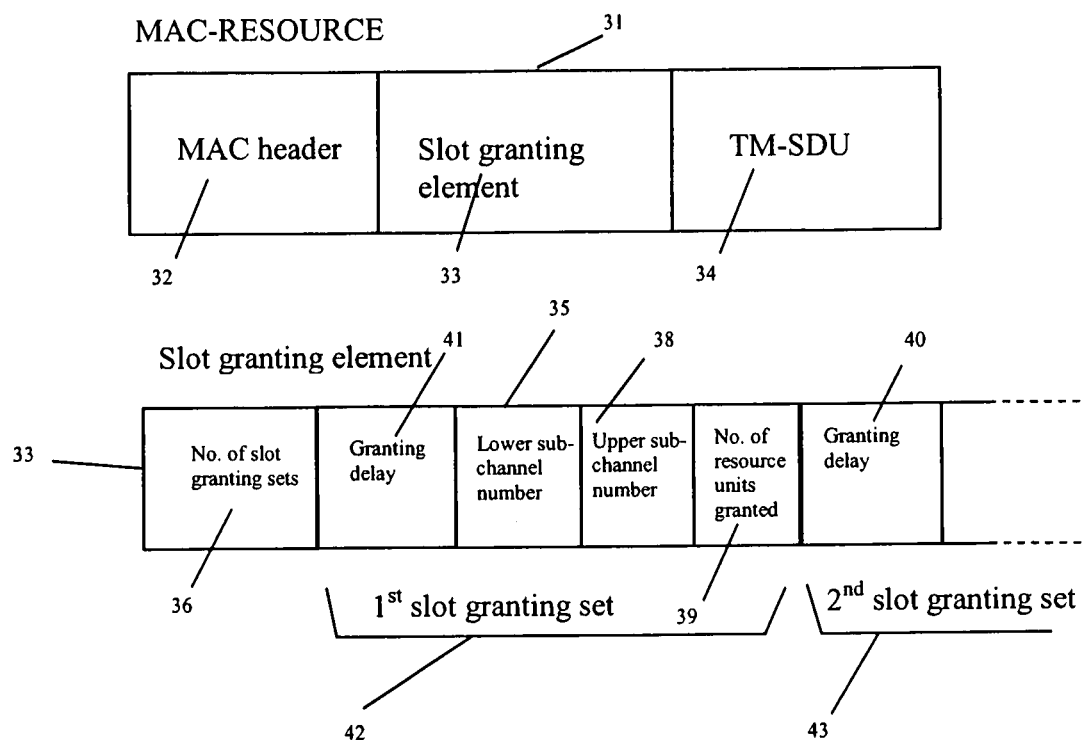 MAC-RESOURCE
31
MAC header
Slot granting
element
TM-SDU
32
33
34
35
Slot granting element
41
38
40
33
No. of slot
granting sets
Granting
delay
Lower sub-
channel
number
Upper sub-
channel
number
No. of
resource
units
granted
Granting
delay
36
1st slot granting set
39
2nd slot granting set
42
43